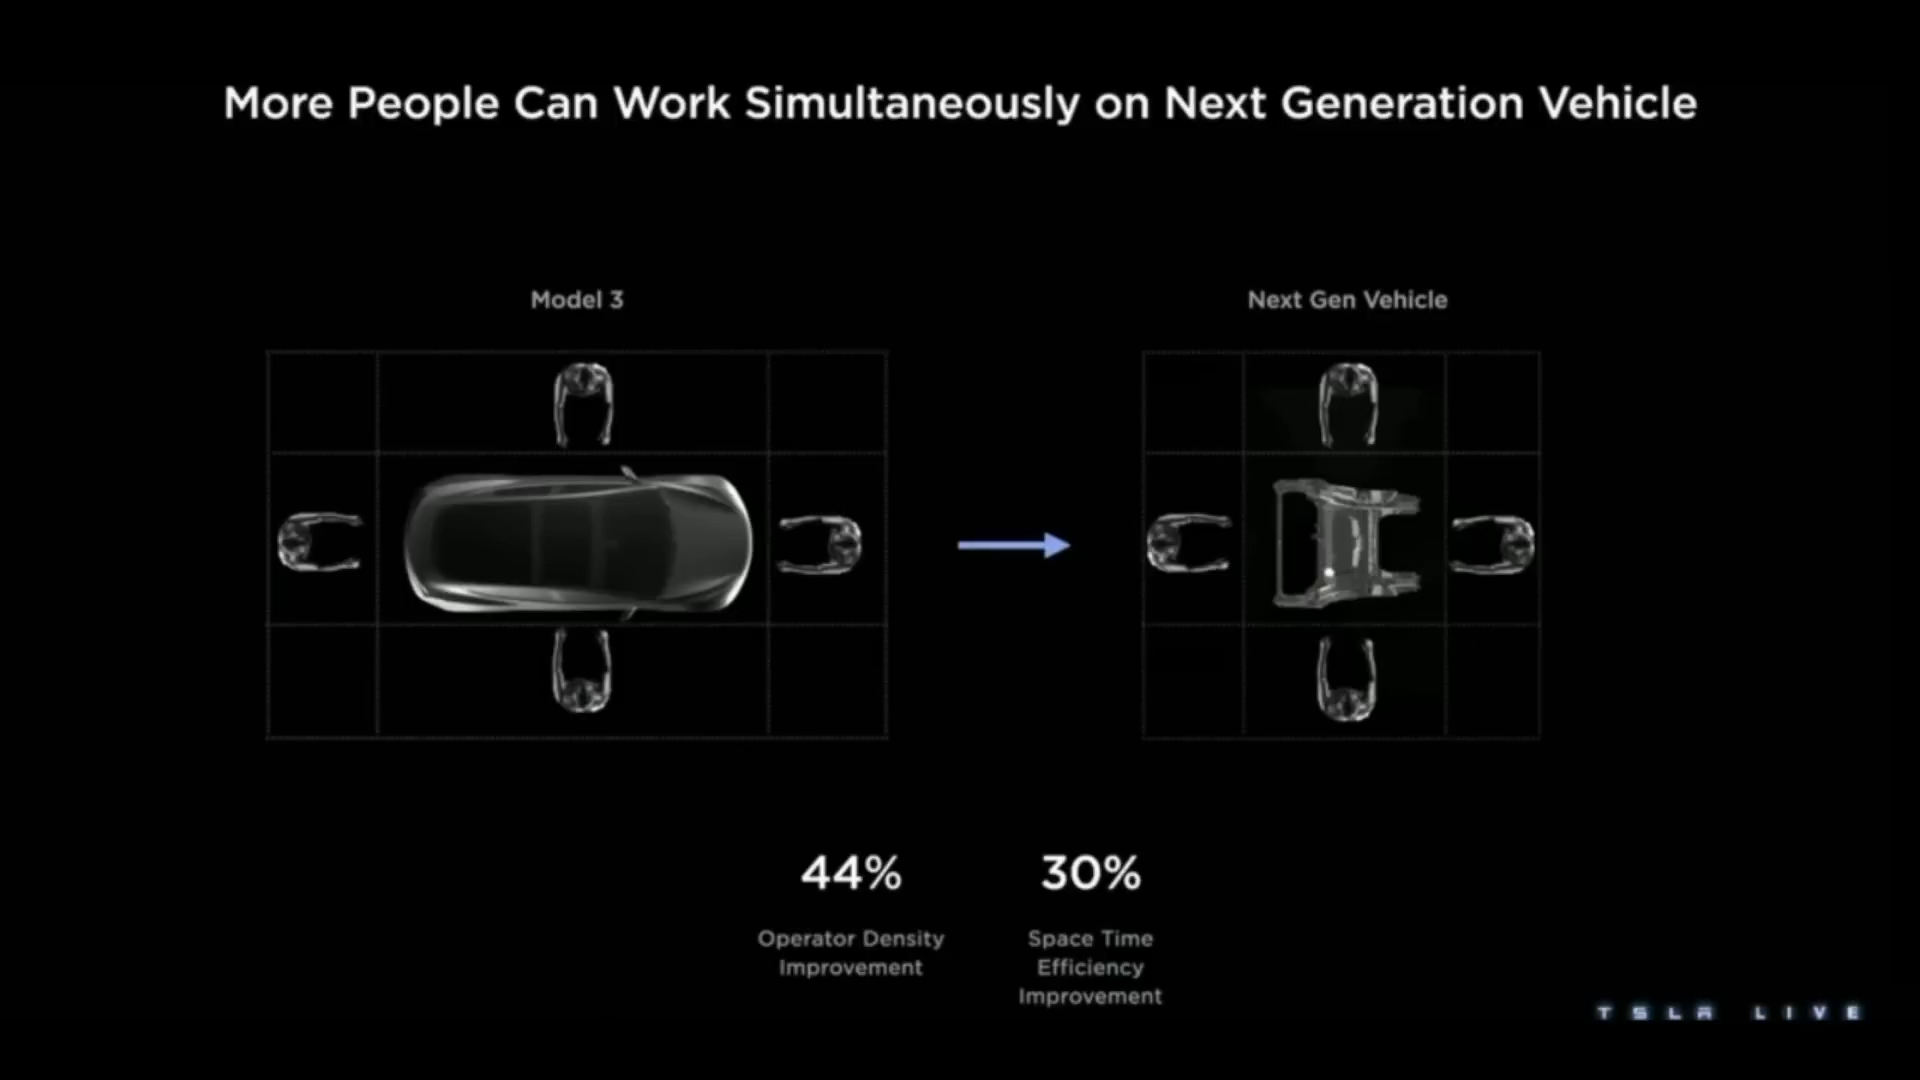 More People Can Work Simultaneously on Next Generation Vehicle
Model 3
Next Gen Vehicle
44%
Operator Density
Improvement
30%
Space Time
Efficiency
Improvement
TSLA LIVE